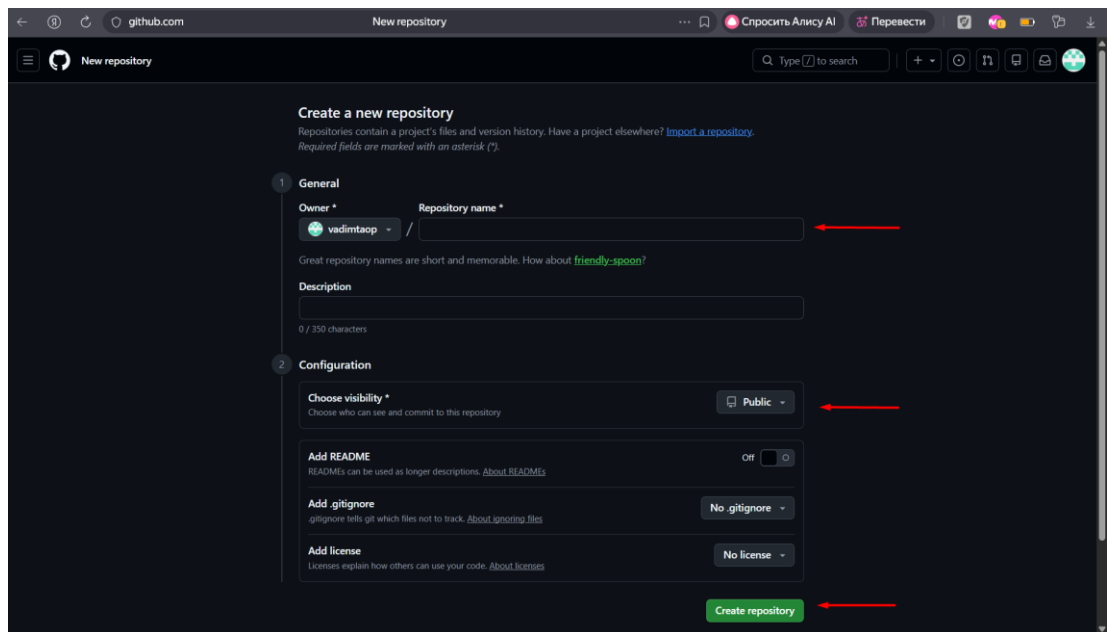 github.com
New repository
Спросить Алису AI
Перевести
New repository
Type / to search
Create a new repository
Repositories contain a project's files and version history. Have a project elsewhere? Import a repository.
Required fields are marked with an asterisk (*).
1 General
Owner * Repository name *
vadimtaop /
Great repository names are short and memorable. How about friendly-spoon?
Description
0 / 350 characters
2 Configuration
Choose visibility *
Choose who can see and commit to this repository
Public
Add README
READMEs can be used as longer descriptions. About READMEs
Off
Add .gitignore
.gitignore tells git which files not to track. About ignoring files
No .gitignore
Add license
Licenses explain how others can use your code. About licenses
No license
Create repository